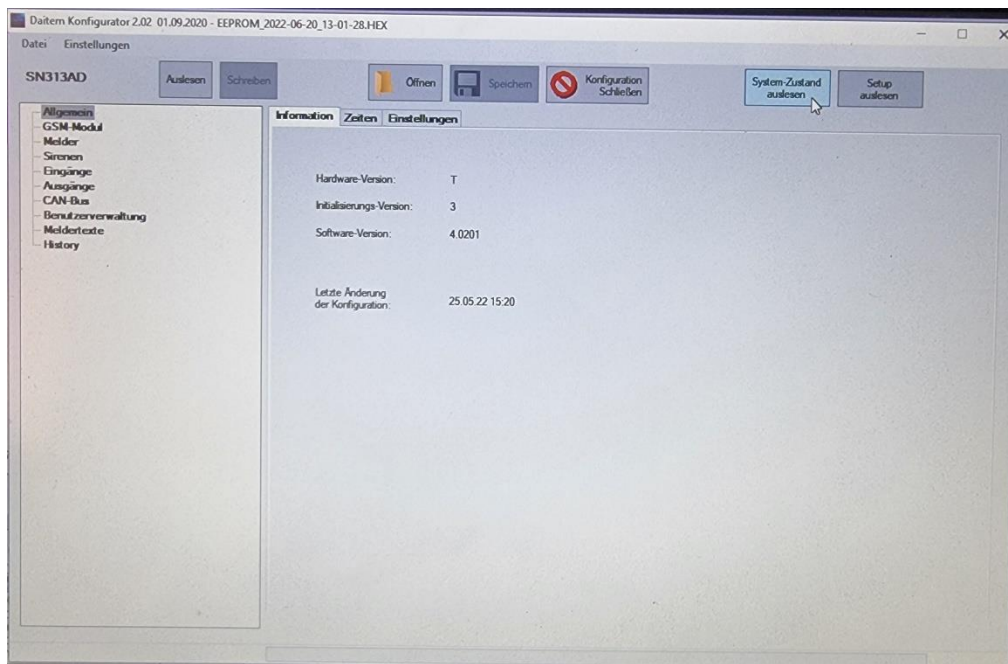 Daitem Konfigurator 2.02 01.09.2020 - EEPROM_2022-06-20_13-01-28.HEX
Datei Einstellungen
SN313AD
Auslesen
Schreiben
Öffnen
Speichern
Konfiguration
Schließen
System-Zustand
auslesen
Setup
auslesen
Allgemein
GSM-Modul
Melder
Sirenen
Eingänge
Ausgänge
CAN-Bus
Benutzerverwaltung
Meldertexte
History
Information Zeiten Einstellungen
Hardware-Version: T
Initialisierungs-Version: 3
Software-Version: 4.0201
Letzte Änderung
der Konfiguration: 25.05.22 15:20